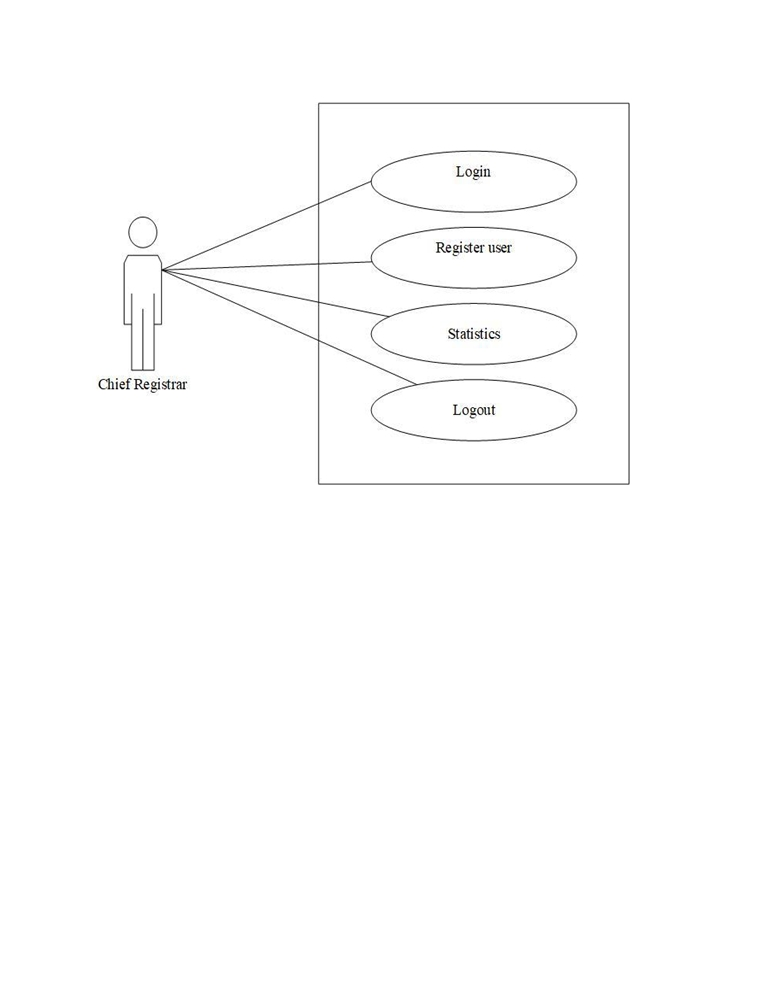 Login
Register user
Statistics
Chief Registrar
Logout